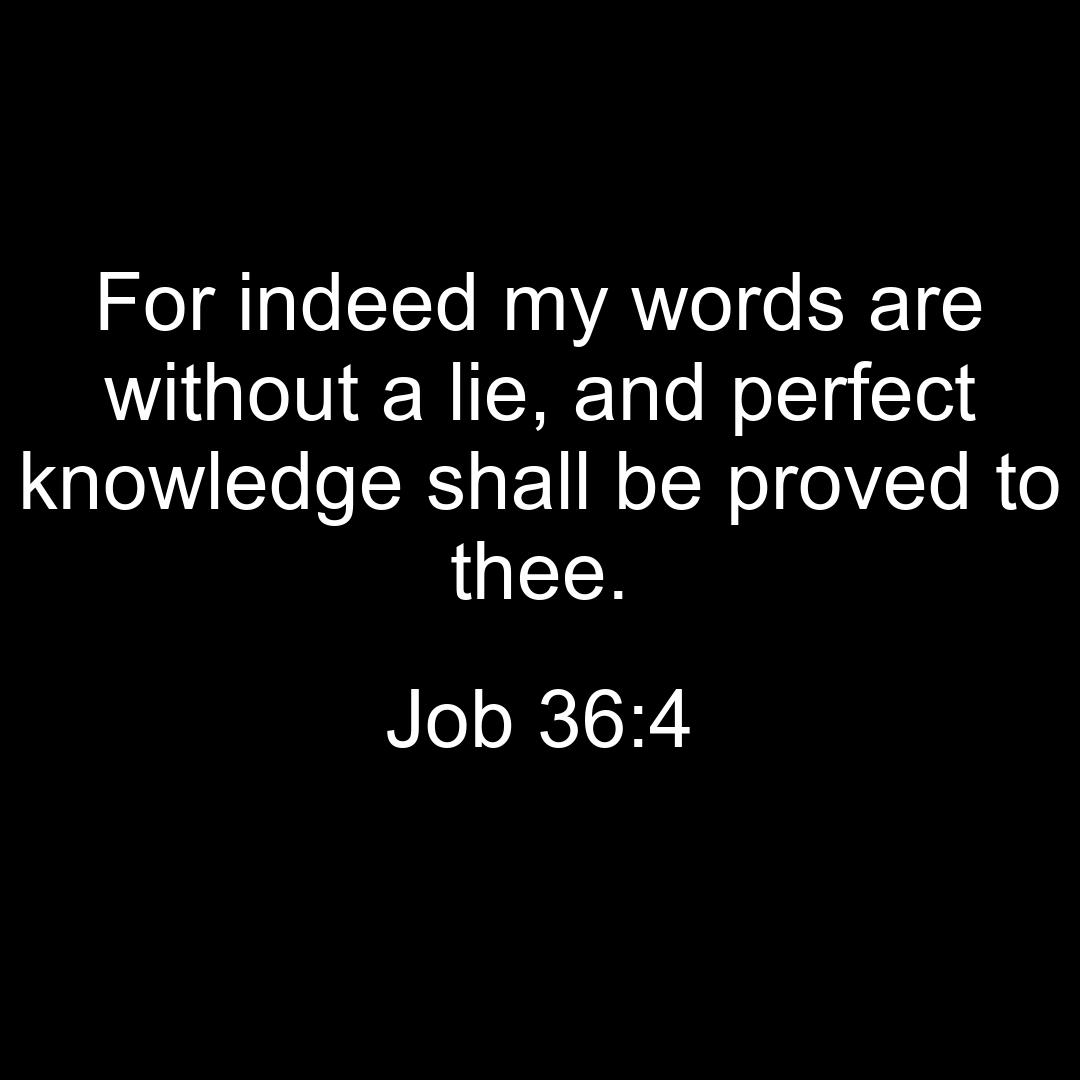 For indeed my words are
without a lie, and perfect
knowledge shall be proved to
thee.
Job 36:4